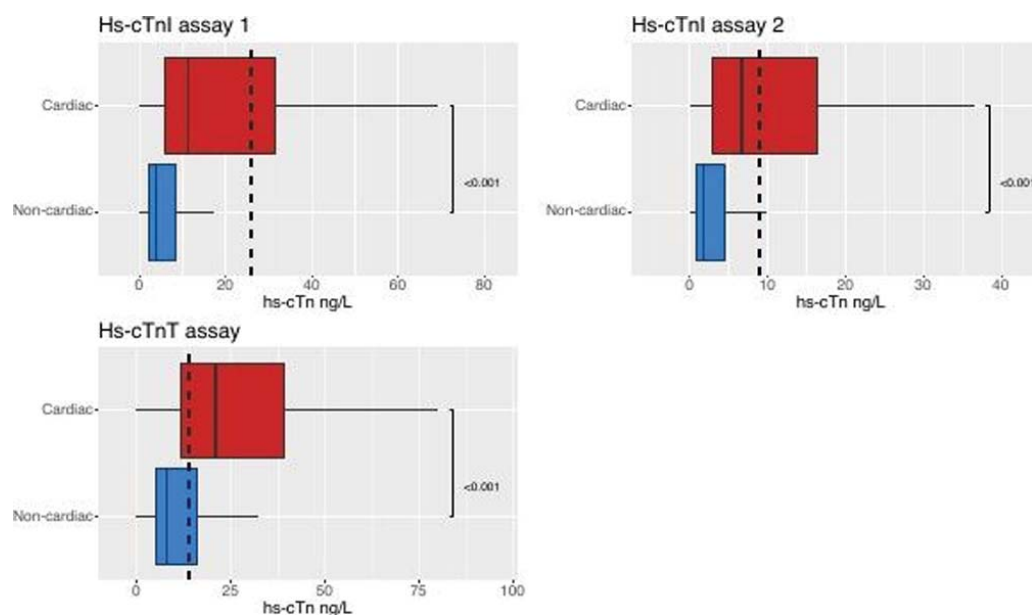 Hs-cTnI assay 1
Cardiac
Non-cardiac
<0.001
0 20 40 60 80
hs-cTn ng/L
Hs-cTnI assay 2
Cardiac
Non-cardiac
<0.001
0 10 20 30 40
hs-cTn ng/L
Hs-cTnT assay
Cardiac
Non-cardiac
<0.001
0 25 50 75 100
hs-cTn ng/L